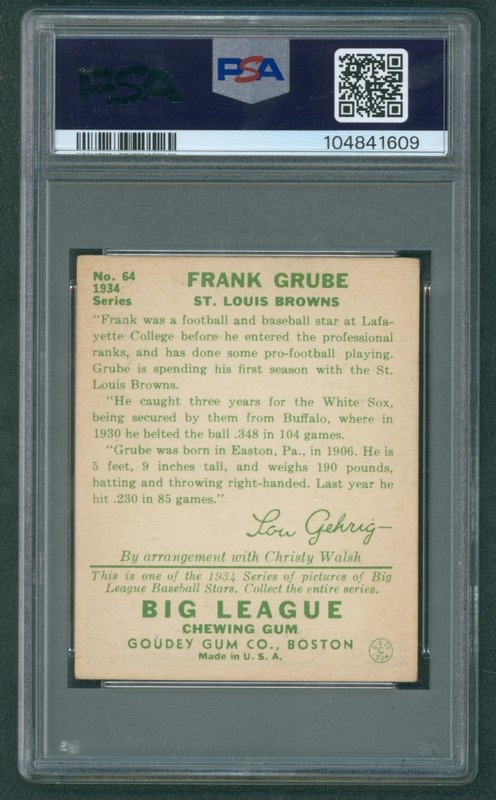 PSA
PSA
104841609
No. 64
1934
Series
FRANK GRUBE
ST. LOUIS BROWNS
"Frank was a football and baseball star at Lafa-
yette College before he entered the professional
ranks, and has done some pro-football playing.
Grube is spending his first season with the St.
Louis Browns.
"He caught three years for the White Sox,
being secured by them from Buffalo, where in
1930 he belted the ball .348 in 104 games.
"Grube was born in Easton, Pa., in 1906. He is
5 feet, 9 inches tall, and weighs 190 pounds,
batting and throwing right-handed. Last year he
hit .230 in 85 games."
Lou Gehrig
By arrangement with Christy Walsh
This is one of the 1934 Series of pictures of Big
League Baseball Stars. Collect the entire series.
BIG LEAGUE
CHEWING GUM
GOUDEY GUM CO., BOSTON
Made in U. S. A.